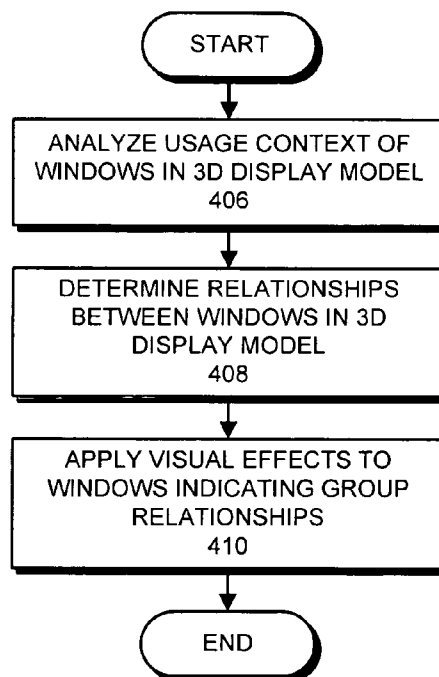 START
ANALYZE USAGE CONTEXT OF
WINDOWS IN 3D DISPLAY MODEL
406
DETERMINE RELATIONSHIPS
BETWEEN WINDOWS IN 3D
DISPLAY MODEL
408
APPLY VISUAL EFFECTS TO
WINDOWS INDICATING GROUP
RELATIONSHIPS
410
END